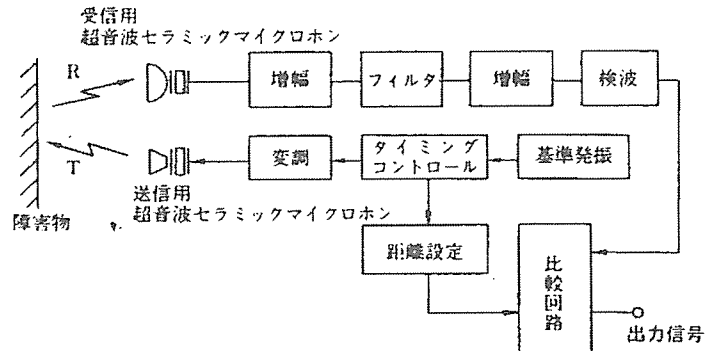 受信用
超音波セラミックマイクロホン
R
増幅
フィルタ
増幅
検波
T
変調
タイミング
コントロール
基準発振
送信用
超音波セラミックマイクロホン
障害物
距離設定
比較回路
出力信号